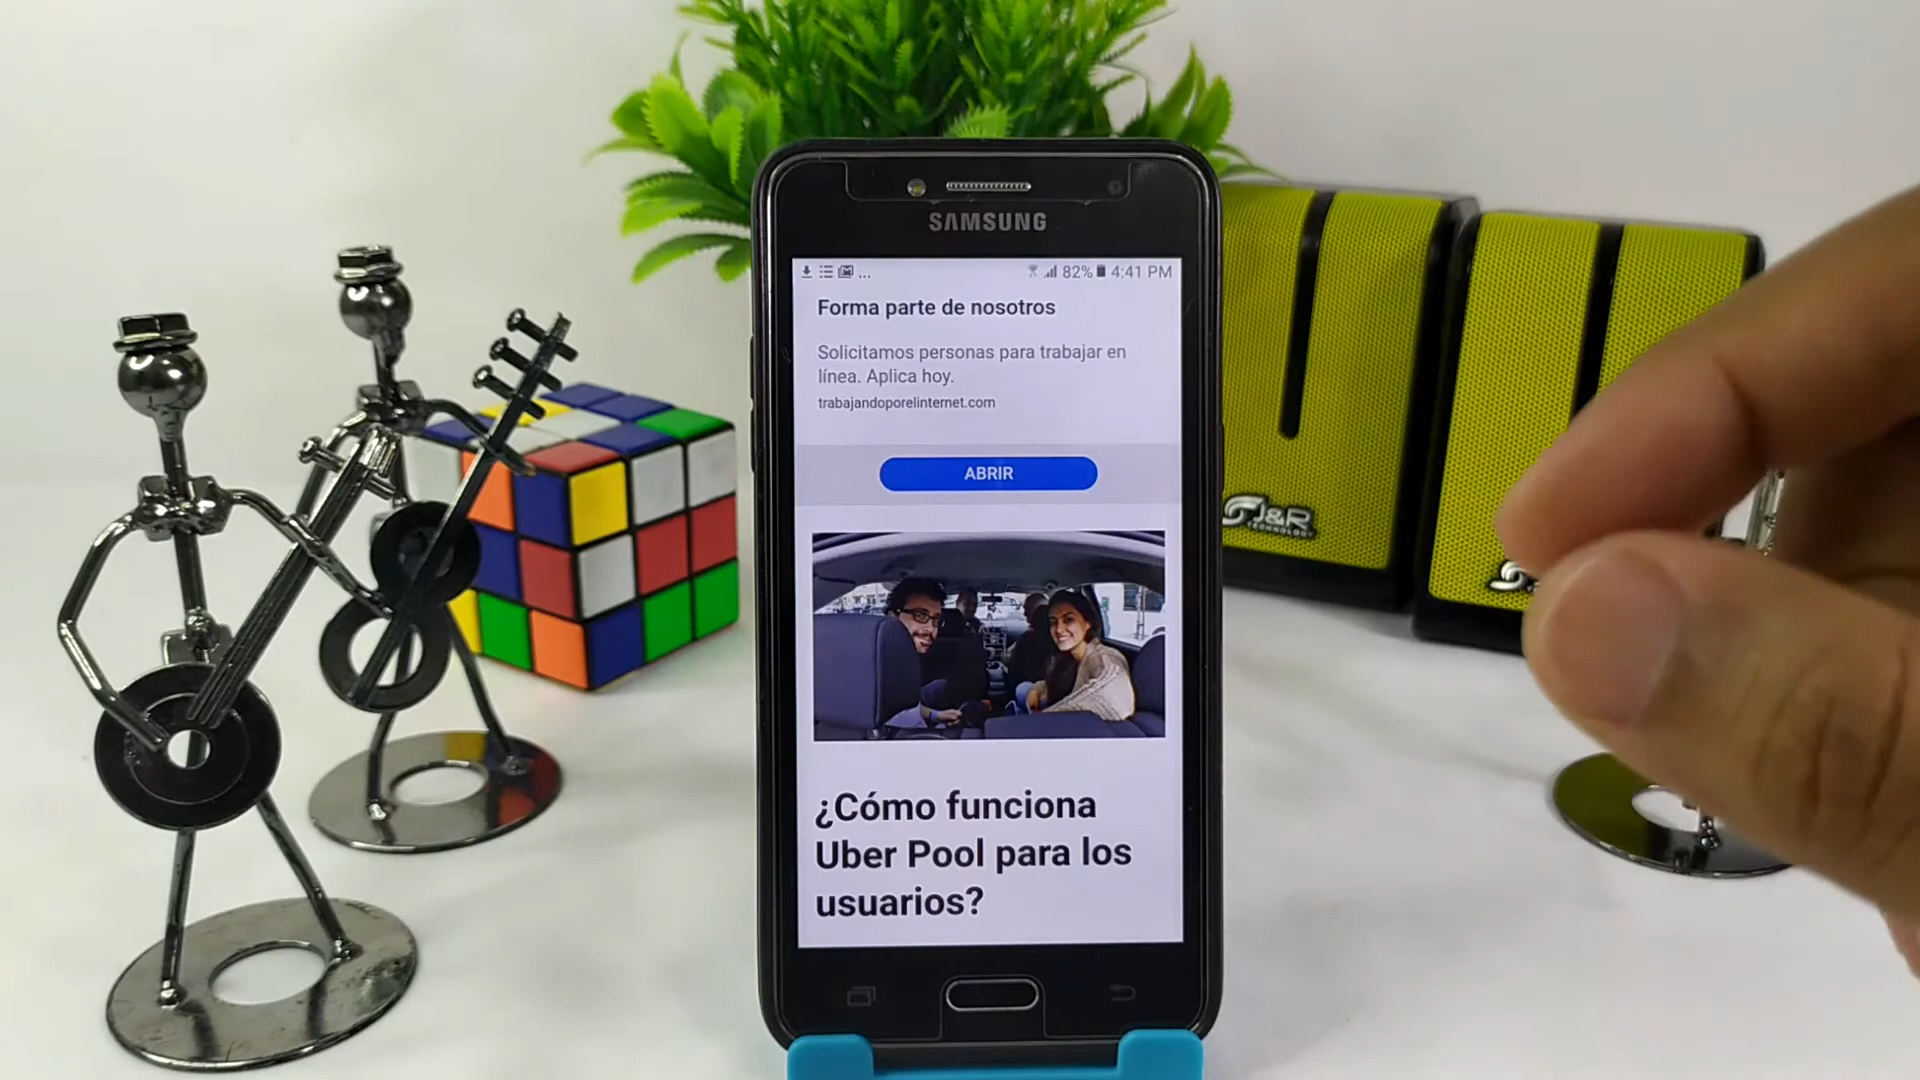 SAMSUNG
... 82% 4:41 PM
Forma parte de nosotros
Solicitamos personas para trabajar en
línea. Aplica hoy.
trabajandoporelinternet.com
ABRIR
¿Cómo funciona
Uber Pool para los
usuarios?
J&R
TECHNOLOGY